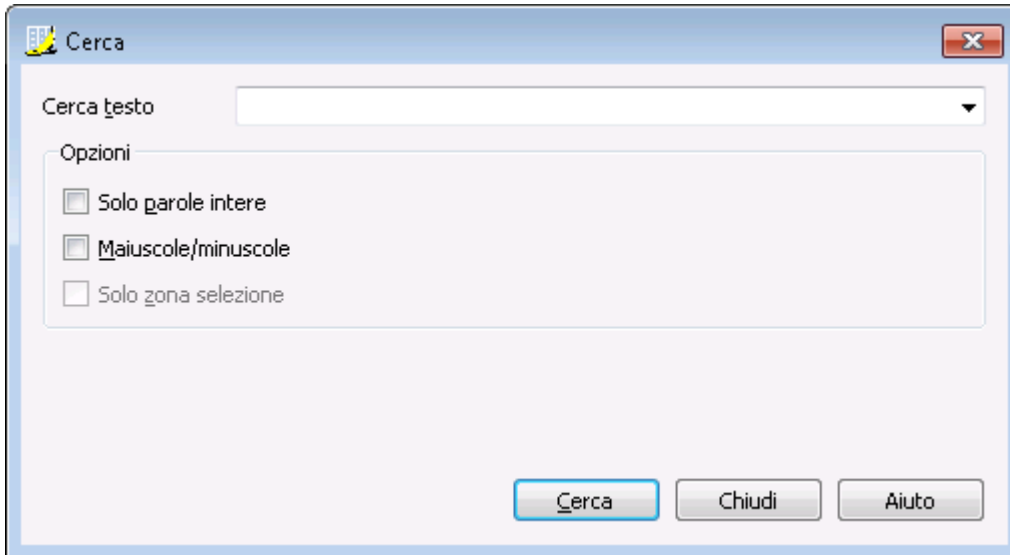 Cerca
Cerca testo
Opzioni
Solo parole intere
Maiuscole/minuscole
Solo zona selezione
Cerca Chiudi Aiuto